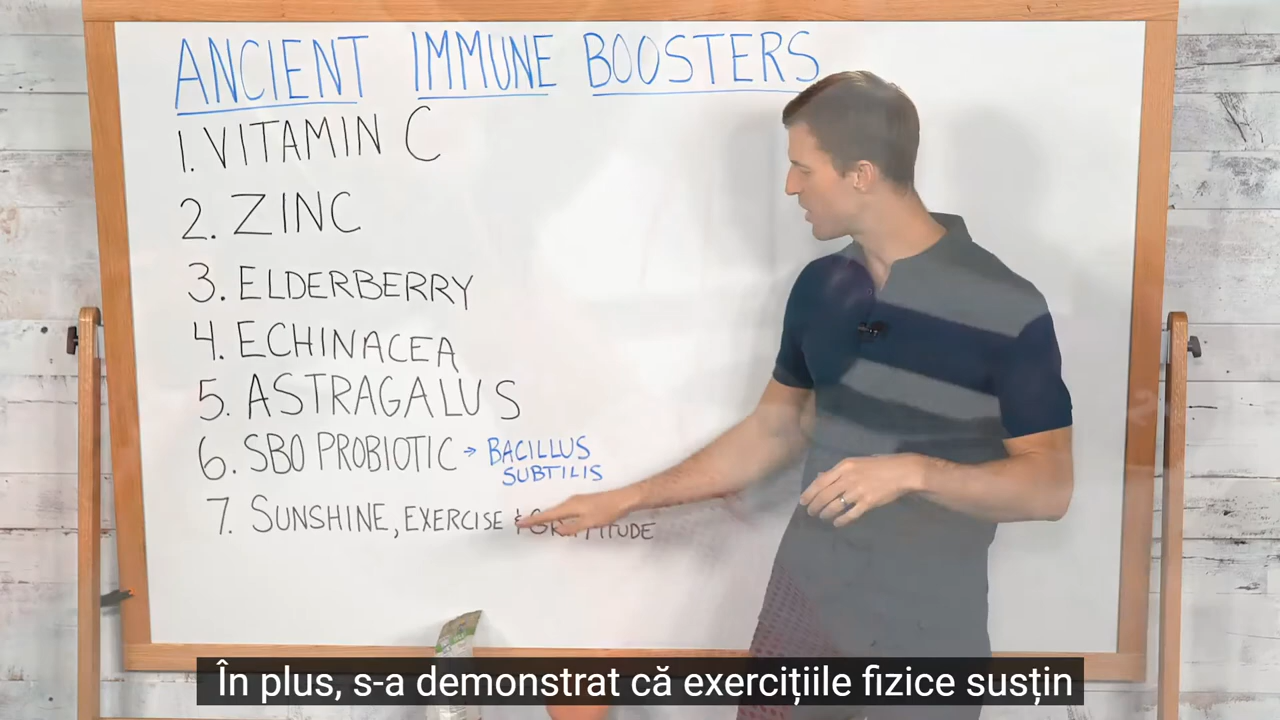 ANCIENT IMMUNE BOOSTERS
1. VITAMIN C
2. ZINC
3. ELDERBERRY
4. ECHINACEA
5. ASTRAGALUS
6. SBO PROBIOTIC → BACILLUS
SUBTILIS
7. SUNSHINE, EXERCISE & GRATITUDE
În plus, s-a demonstrat că exercițiile fizice susțin